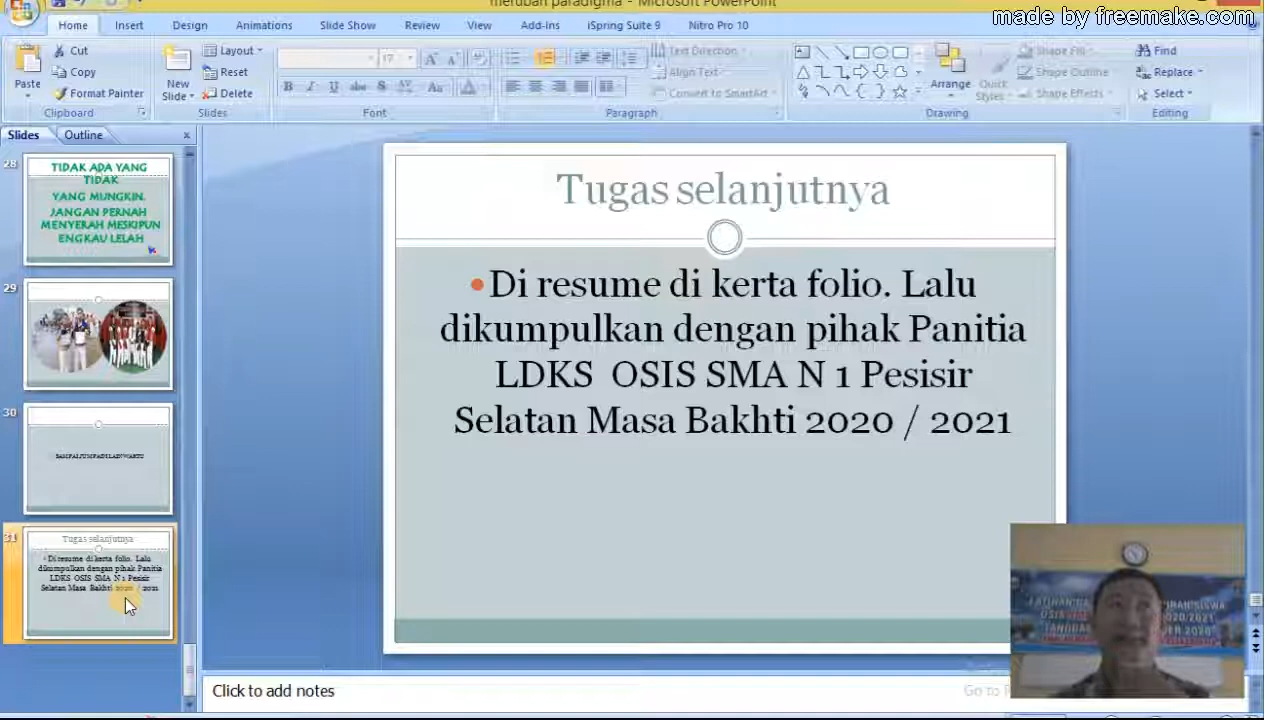 merubah paradigma - Microsoft PowerPoint
made by freemake.com
Home Insert Design Animations Slide Show Review View Add-Ins iSpring Suite 9 Nitro Pro 10
Cut
Copy
Format Painter
Paste
Clipboard
New
Slide
Layout
Reset
Delete
Slides
17
Font
Text Direction
Align Text
Convert to SmartArt
Paragraph
Arrange
Quick
Styles
Shape Fill
Shape Outline
Shape Effects
Drawing
Find
Replace
Select
Editing
Slides Outline
28
TIDAK ADA YANG
TIDAK
YANG MUNGKIN.
JANGAN PERNAH
MENYERAH MESKIPUN
ENGKAU LELAH
29
30
31
Tugas selanjutnya
Di resume di kerta folio. Lalu
dikumpulkan dengan pihak Panitia
LDKS OSIS SMA N 1 Pesisir
Selatan Masa Bakhti 2020 / 2021
Tugas selanjutnya
Di resume di kerta folio. Lalu
dikumpulkan dengan pihak Panitia
LDKS OSIS SMA N 1 Pesisir
Selatan Masa Bakhti 2020 / 2021
Click to add notes